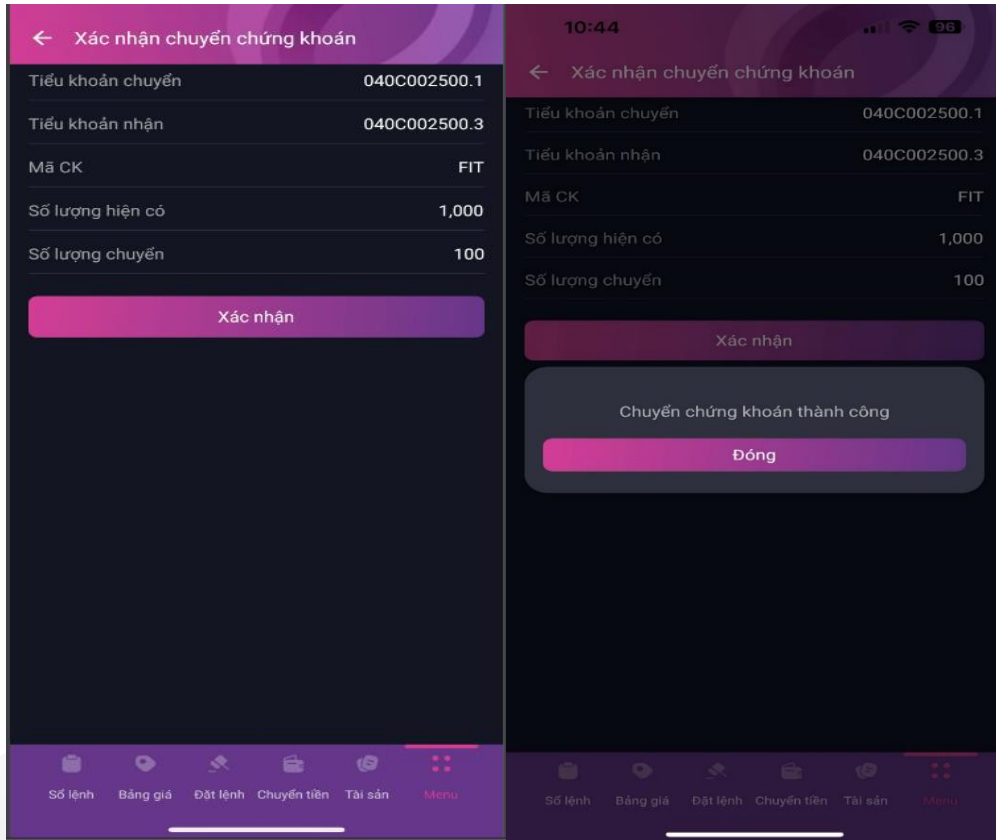 ← Xác nhận chuyển chứng khoán
Tiểu khoản chuyển 040C002500.1
Tiểu khoản nhận 040C002500.3
Mã CK FIT
Số lượng hiện có 1,000
Số lượng chuyển 100
Xác nhận
Sổ lệnh Bảng giá Đặt lệnh Chuyển tiền Tài sản Menu
10:44 96
← Xác nhận chuyển chứng khoán
Tiểu khoản chuyển 040C002500.1
Tiểu khoản nhận 040C002500.3
Mã CK FIT
Số lượng hiện có 1,000
Số lượng chuyển 100
Xác nhận
Chuyển chứng khoán thành công
Đóng
Sổ lệnh Bảng giá Đặt lệnh Chuyển tiền Tài sản Menu